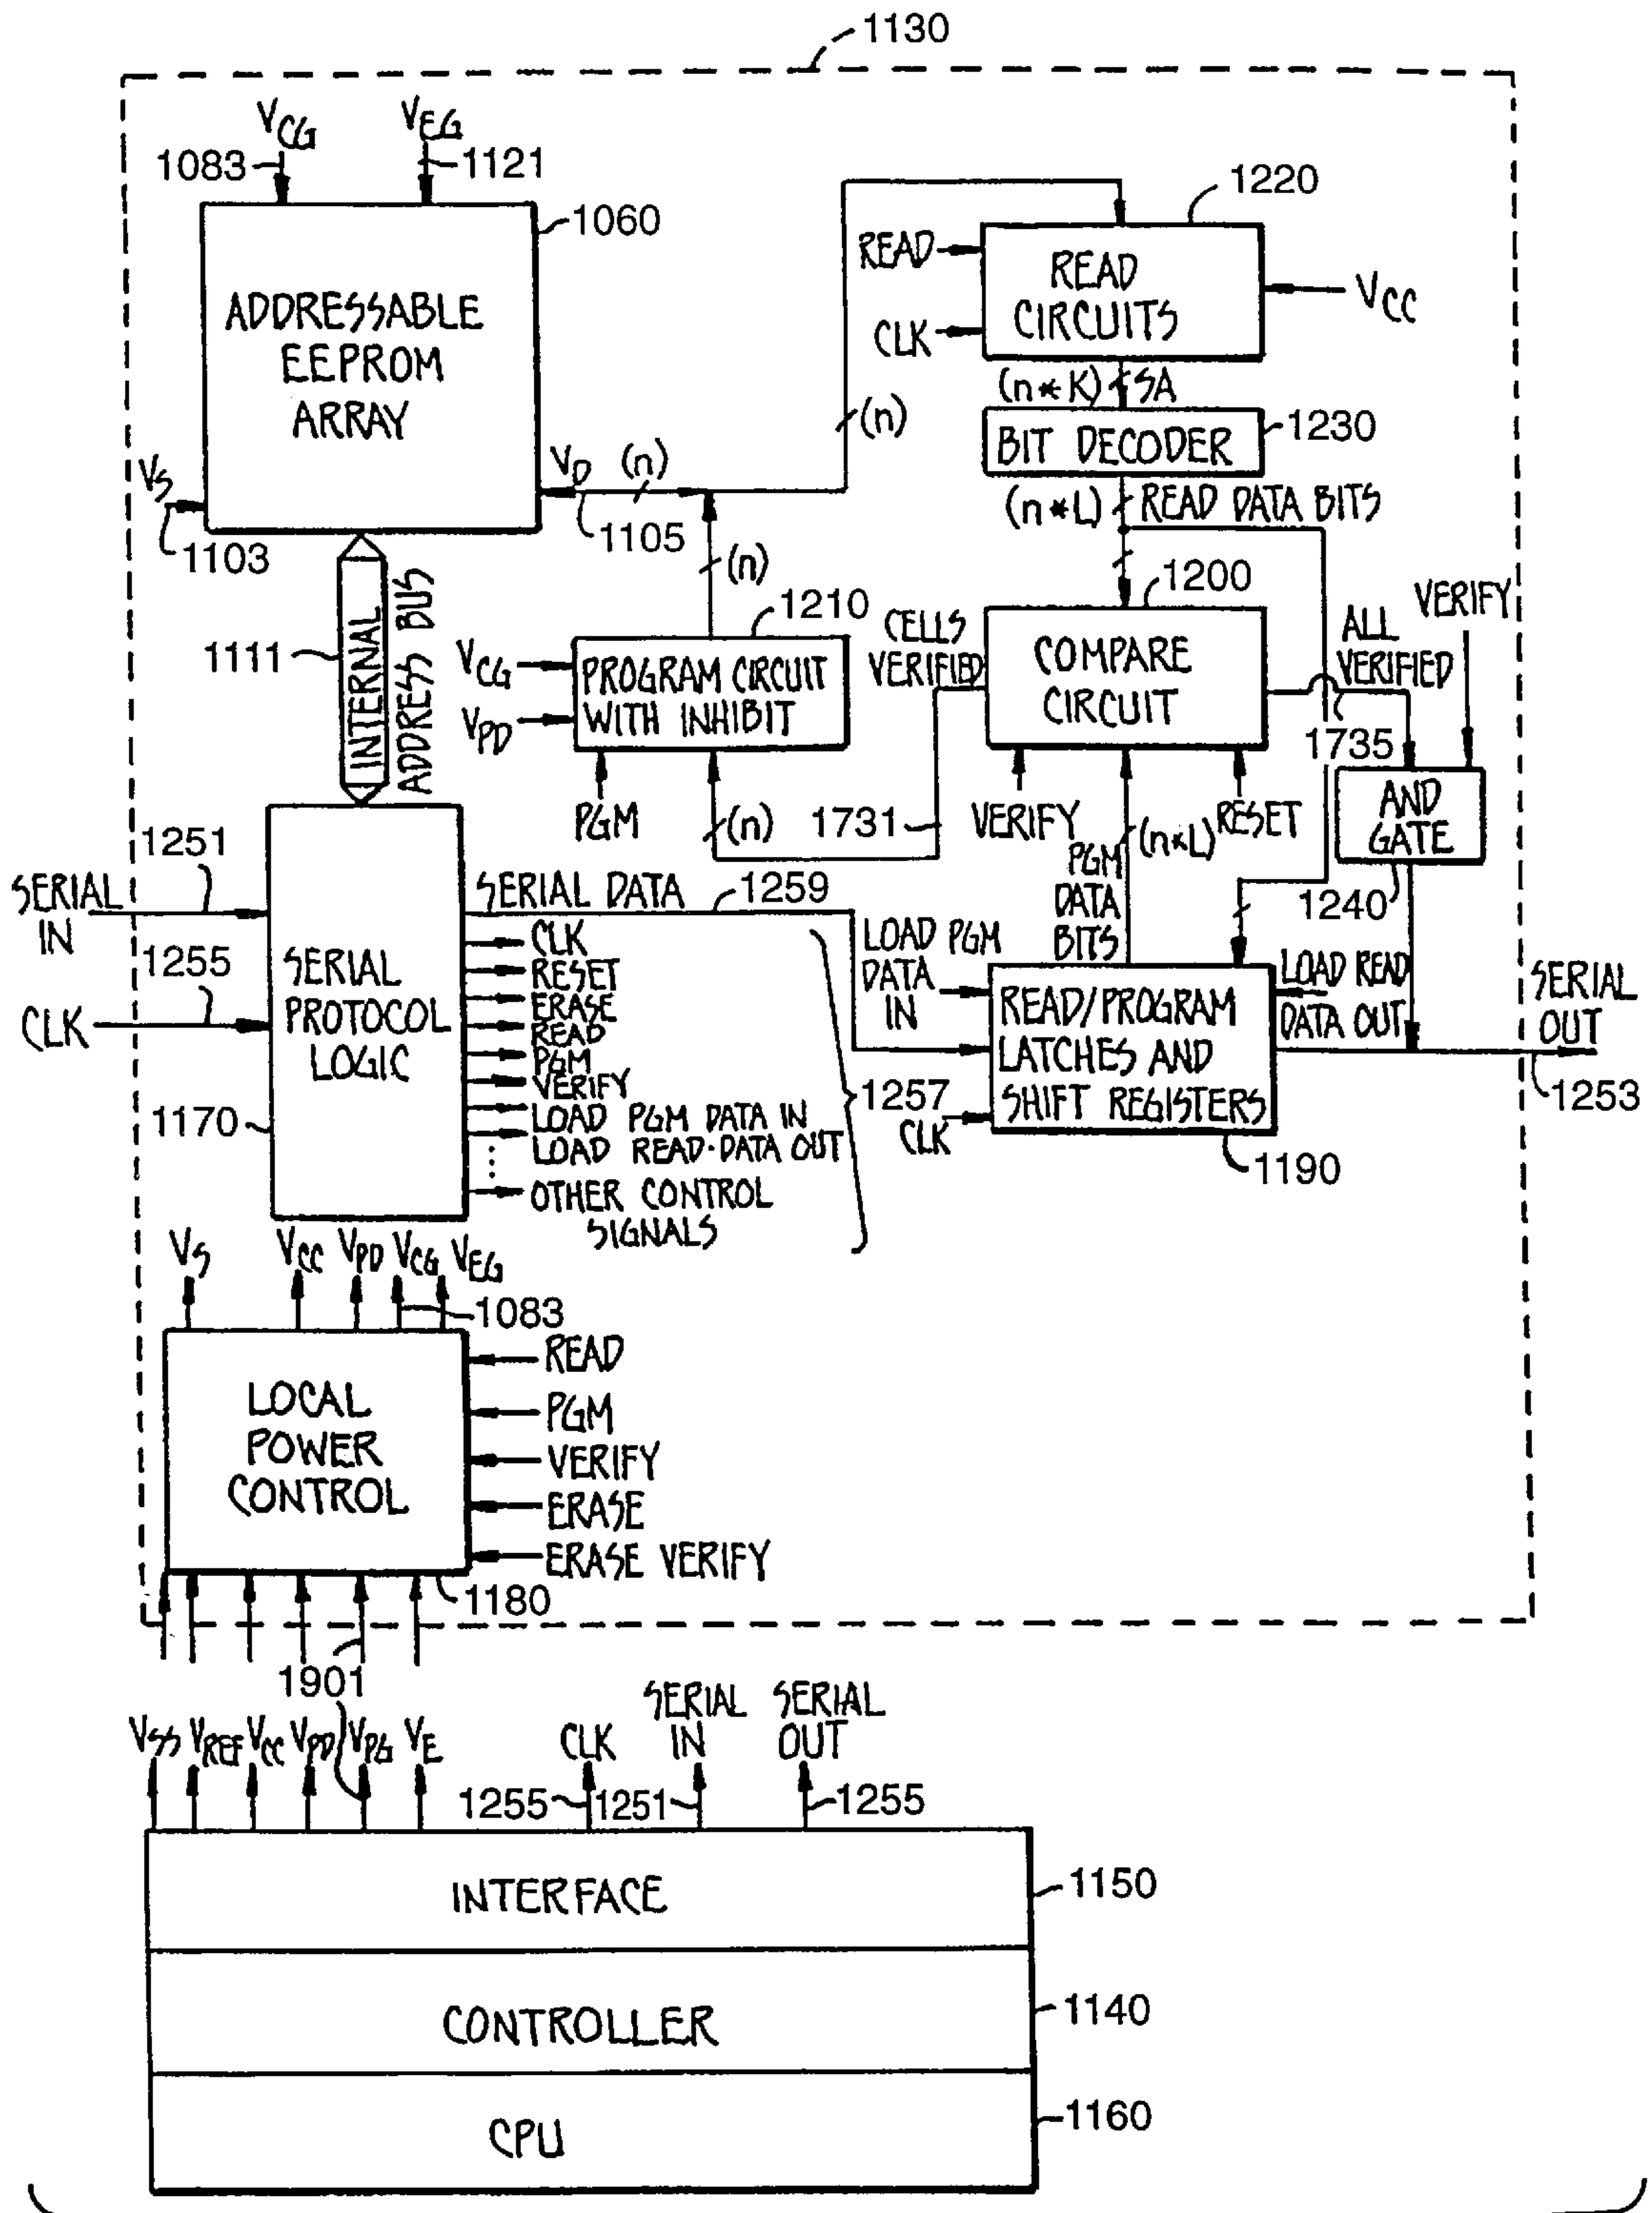 1130
VCG
VEG
1083
1121
1060
ADDRESSABLE
EEPROM
ARRAY
VS
1103
VD
(n)
1105
(n)
1220
READ
CLK
READ
CIRCUITS
VCC
(n*K)
SA
BIT DECODER
1230
(n*L)
READ DATA BITS
(n)
1111
INTERNAL
ADDRESS BUS
1210
VCG
VPD
PROGRAM CIRCUIT
WITH INHIBIT
PGM
(n)
CELLS
VERIFIED
1731
1200
COMPARE
CIRCUIT
VERIFY
(n*L)
RESET
PGM
DATA
BITS
ALL
VERIFIED
VERIFY
1735
AND
GATE
1240
1251
SERIAL
IN
1255
CLK
SERIAL
PROTOCOL
LOGIC
1170
SERIAL DATA
1259
CLK
RESET
ERASE
READ
PGM
VERIFY
LOAD PGM DATA IN
LOAD READ·DATA OUT
OTHER CONTROL
SIGNALS
1257
LOAD PGM
DATA
IN
CLK
READ/PROGRAM
LATCHES AND
SHIFT REGISTERS
1190
LOAD READ
DATA OUT
SERIAL
OUT
1253
VS
VCC
VPD
VCG
VEG
1083
LOCAL
POWER
CONTROL
READ
PGM
VERIFY
ERASE
ERASE VERIFY
1180
1901
VSS
VREF
VCC
VPD
VPG
VE
CLK
SERIAL
IN
SERIAL
OUT
1255
1251
1255
INTERFACE
1150
CONTROLLER
1140
CPU
1160